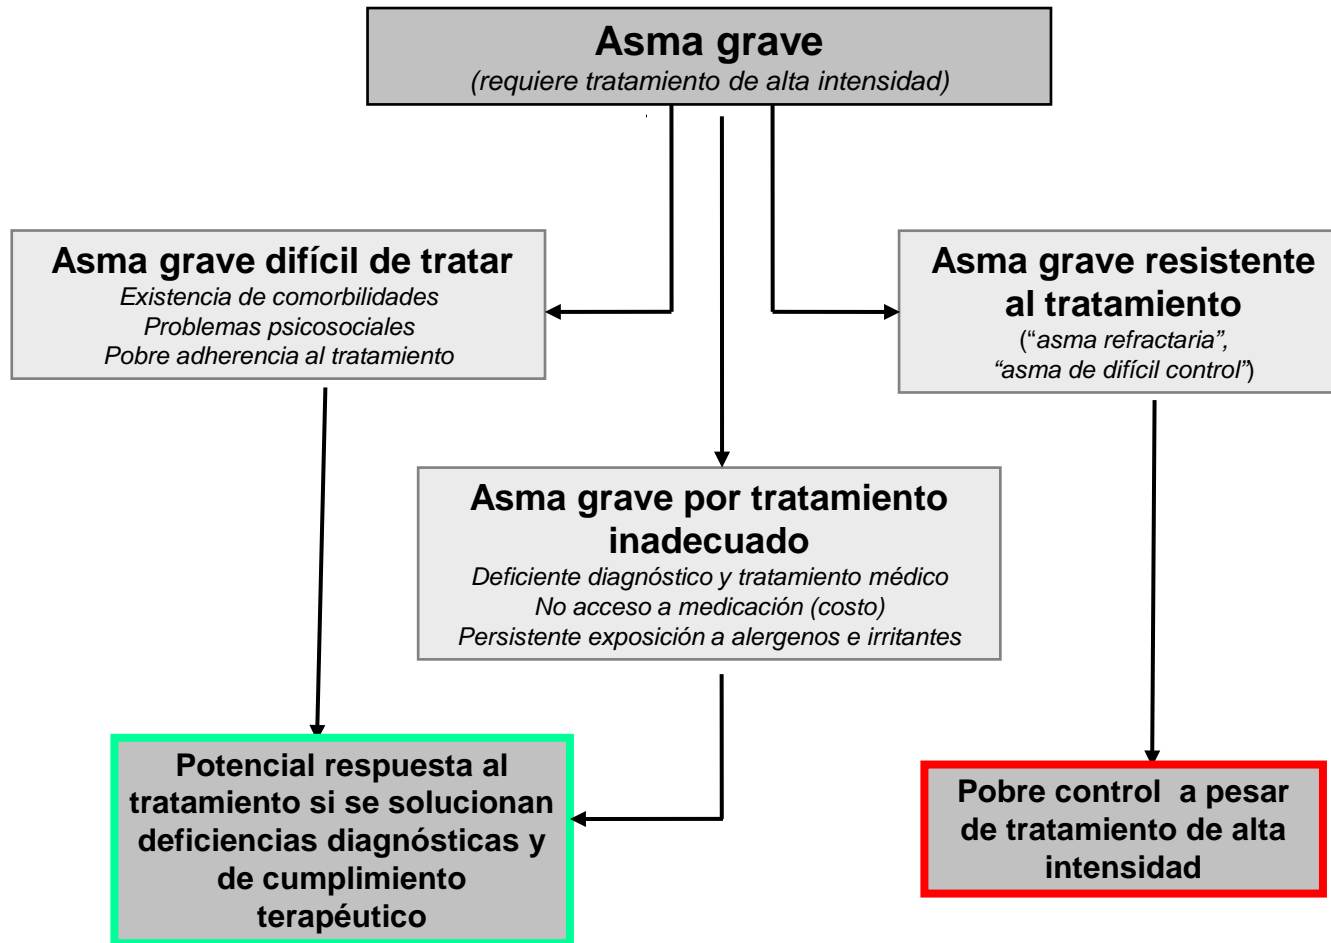 Asma grave
(requiere tratamiento de alta intensidad)
Asma grave difícil de tratar
Existencia de comorbilidades
Problemas psicosociales
Pobre adherencia al tratamiento
Asma grave resistente
al tratamiento
(“asma refractaria”,
“asma de difícil control”)
Asma grave por tratamiento
inadecuado
Deficiente diagnóstico y tratamiento médico
No acceso a medicación (costo)
Persistente exposición a alergenos e irritantes
Potencial respuesta al
tratamiento si se solucionan
deficiencias diagnósticas y
de cumplimiento
terapéutico
Pobre control  a pesar
de tratamiento de alta
intensidad